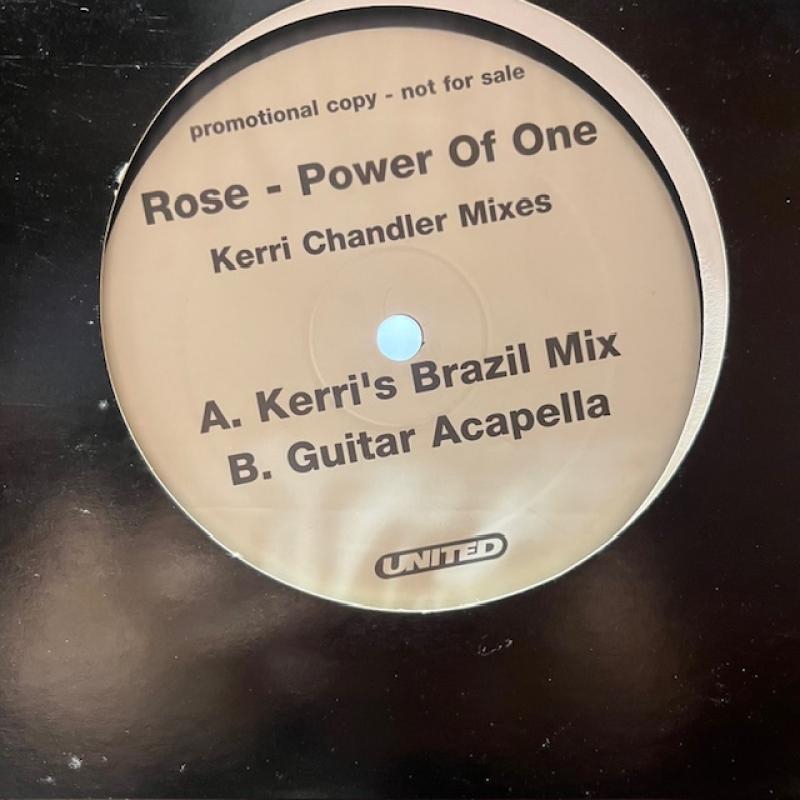 promotional copy - not for sale
Rose - Power Of One
Kerri Chandler Mixes
A. Kerri's Brazil Mix
B. Guitar Acapella
UNITED